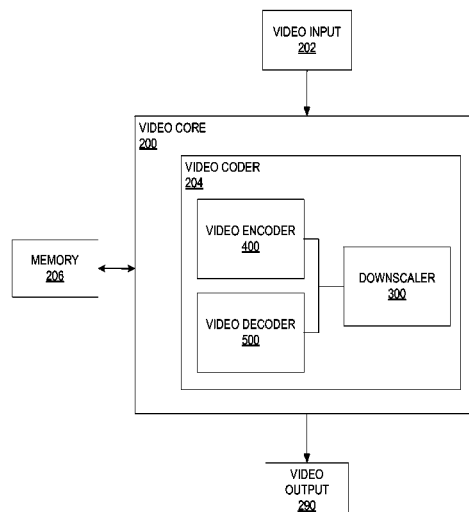 VIDEO INPUT
202
VIDEO CORE
200
VIDEO CODER
204
VIDEO ENCODER
400
MEMORY
206
DOWNSCALER
300
VIDEO DECODER
500
VIDEO
OUTPUT
290